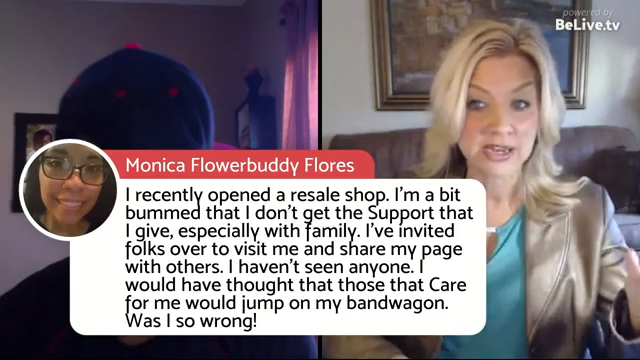 powered by
BeLive.tv
Monica Flowerbuddy Flores
I recently opened a resale shop. I'm a bit
bummed that I don't get the Support that
I give, especially with family. I've invited
folks over to visit me and share my page
with others. I haven't seen anyone. I
would have thought that those that Care
for me would jump on my bandwagon.
Was I so wrong!